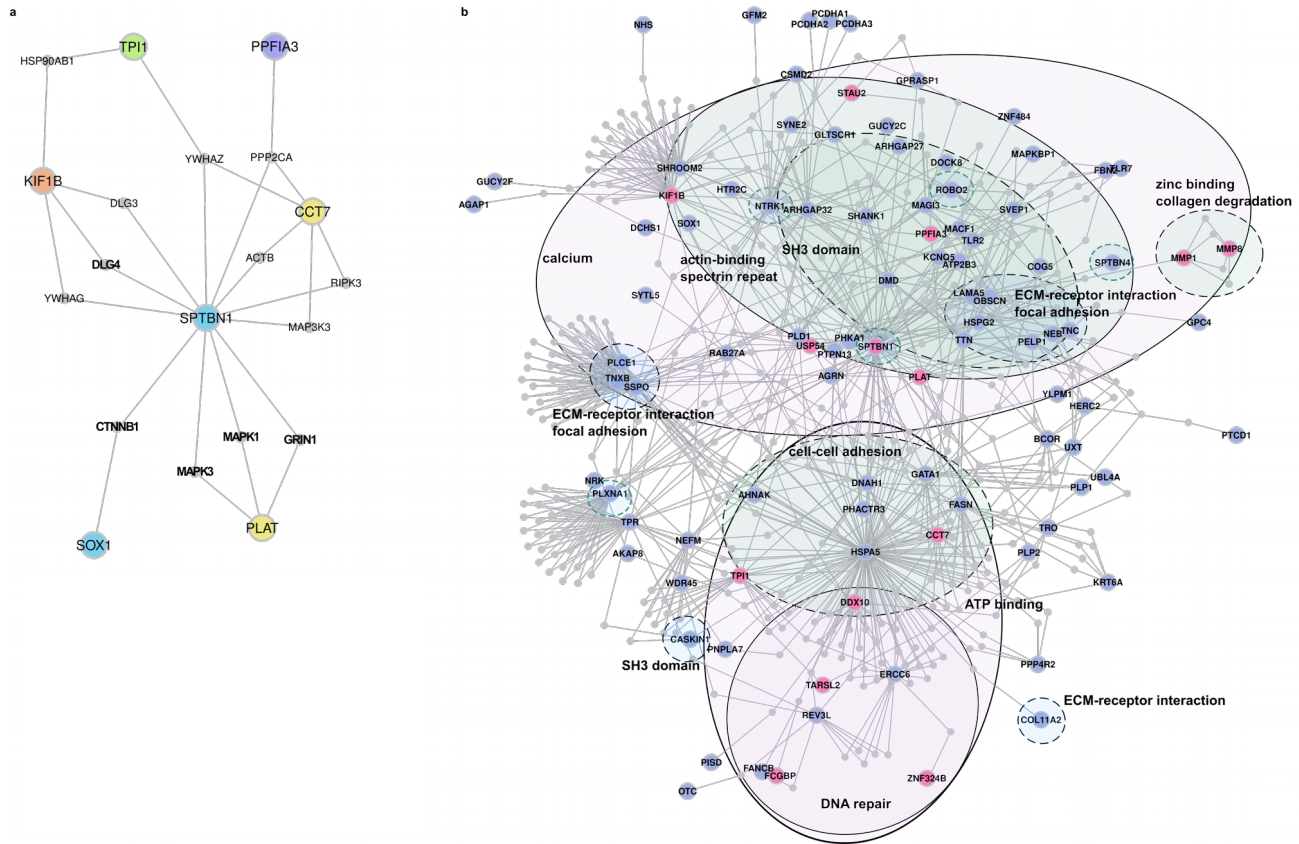 a
TPI1
PPFIA3
HSP90AB1
YWHAZ
PPP2CA
KIF1B
DLG3
CCT7
DLG4
ACTB
YWHAG
RIPK3
SPTBN1
MAP3K3
CTNNB1
MAPK1
GRIN1
MAPK3
PLAT
SOX1
b
NHS
GFM2
PCDHA1
PCDHA2
PCDHA3
CSMD2
GPRASP1
STAU2
ZNF484
SYNE2
GLTSCR1
GUCY2C
ARHGAP27
MAPKBP1
DOCK8
SHROOM2
FBN2
TLR7
GUCY2F
KIF1B
HTR2C
ROBO2
zinc binding
collagen degradation
AGAP1
NTRK1
ARHGAP32
SHANK1
MAGI3
SVEP1
DCHS1
SOX1
PPFIA3
MACF1
TLR2
SH3 domain
MMP8
calcium
actin-binding
spectrin repeat
KCNQ5
ATP2B3
COG5
SPTBN4
MMP1
DMD
SYTL5
LAMA5
OBSCN
ECM-receptor interaction
focal adhesion
HSPG2
GPC4
PLD1
USP54
PHKA1
PTPN13
SPTBN1
TTN
NEB
TNC
PELP1
RAB27A
PLCE1
TNXB
SSPO
AGRN
PLAT
YLPM1
HERC2
ECM-receptor interaction
focal adhesion
PTCD1
BCOR
UXT
cell-cell adhesion
NRK
PLXNA1
AHNAK
DNAH1
GATA1
UBL4A
PLP1
PHACTR3
FASN
TPR
TRO
NEFM
CCT7
AKAP8
HSPA5
PLP2
WDR45
TPI1
KRT6A
DDX10
ATP binding
CASKIN1
PNPLA7
SH3 domain
PPP4R2
ERCC6
TARSL2
ECM-receptor interaction
REV3L
COL11A2
PISD
FANCB
FCGBP
ZNF324B
OTC
DNA repair